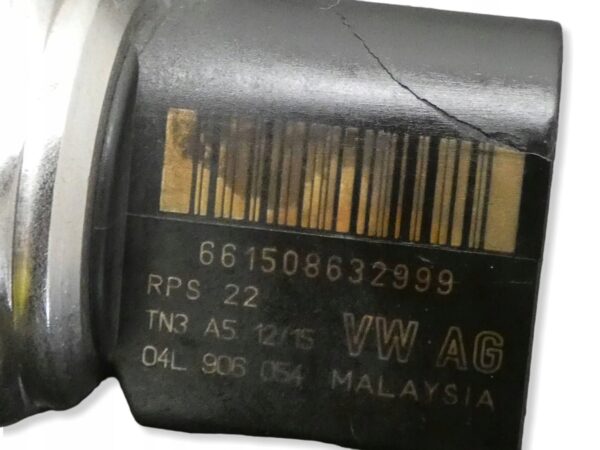 661508632999
RPS 22
TN3 A5 12/15 VW AG
04L 906 054 MALAYSIA